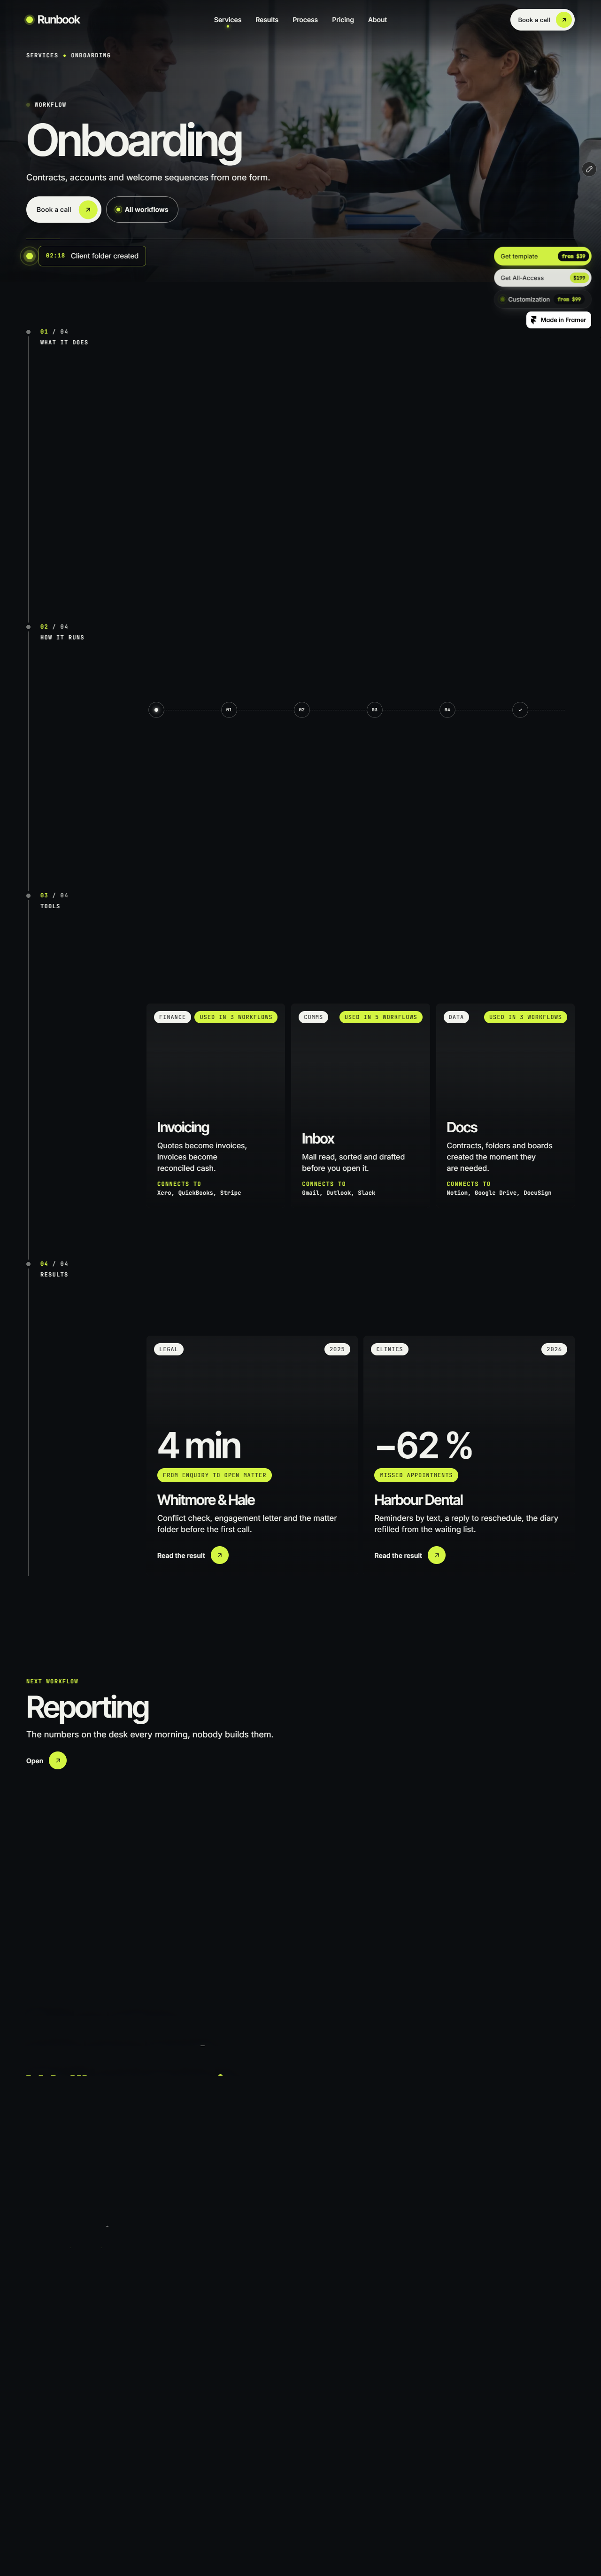 Runbook
Services Results Process Pricing About
Book a call
SERVICES ONBOARDING
WORKFLOW
Onboarding
Contracts, accounts and welcome sequences from one form.
Book a call
All workflows
02:18 Client folder created
Get template from $39
Get All-Access $199
Customization from $99
Made in Framer
01 / 04
WHAT IT DOES
02 / 04
HOW IT RUNS
01 02 03 04
03 / 04
TOOLS
FINANCE USED IN 3 WORKFLOWS
Invoicing
Quotes become invoices,
invoices become
reconciled cash.
CONNECTS TO
Xero, QuickBooks, Stripe
COMMS USED IN 5 WORKFLOWS
Inbox
Mail read, sorted and drafted
before you open it.
CONNECTS TO
Gmail, Outlook, Slack
DATA USED IN 3 WORKFLOWS
Docs
Contracts, folders and boards
created the moment they
are needed.
CONNECTS TO
Notion, Google Drive, DocuSign
04 / 04
RESULTS
LEGAL 2025
4 min
FROM ENQUIRY TO OPEN MATTER
Whitmore & Hale
Conflict check, engagement letter and the matter
folder before the first call.
Read the result
CLINICS 2026
−62 %
MISSED APPOINTMENTS
Harbour Dental
Reminders by text, a reply to reschedule, the diary
refilled from the waiting list.
Read the result
NEXT WORKFLOW
Reporting
The numbers on the desk every morning, nobody builds them.
Open